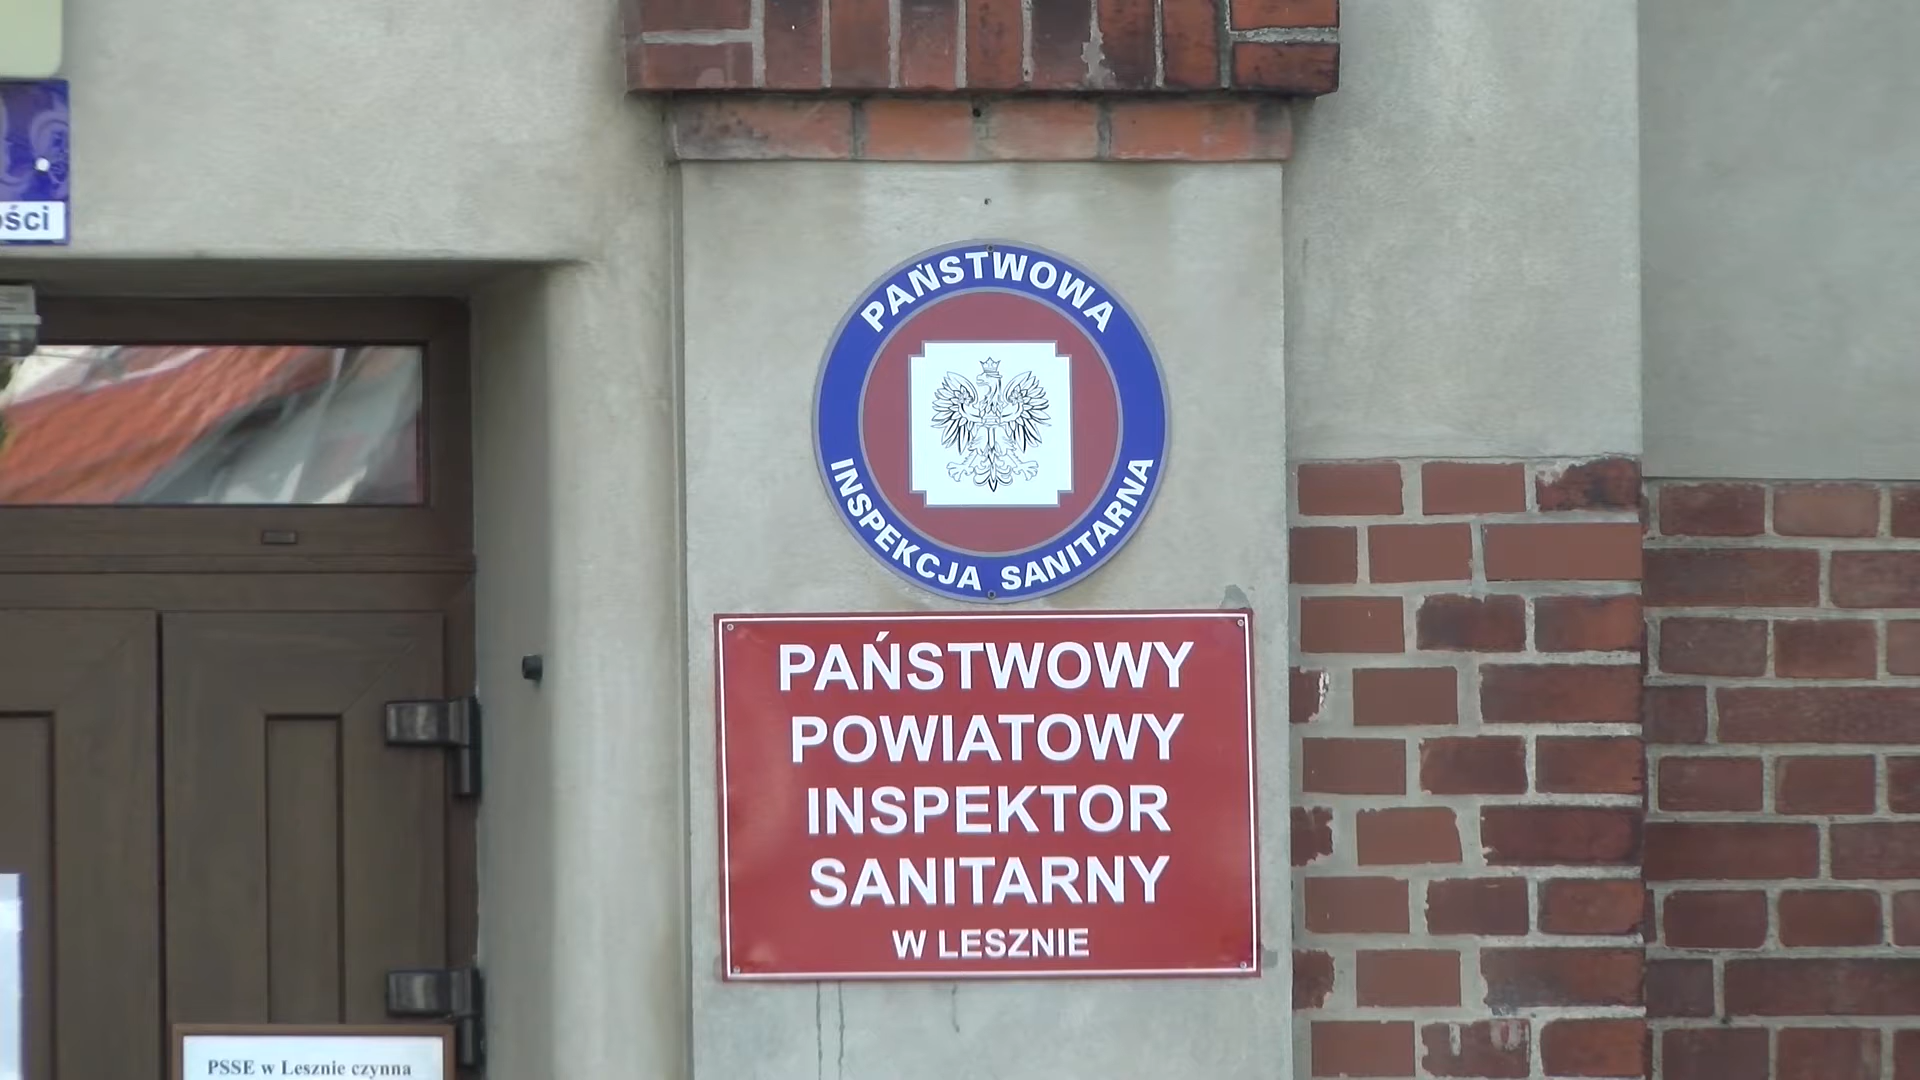 ości
PAŃSTWOWA
INSPEKCJA SANITARNA
PAŃSTWOWY
POWIATOWY
INSPEKTOR
SANITARNY
W LESZNIE
PSSE w Lesznie czynna